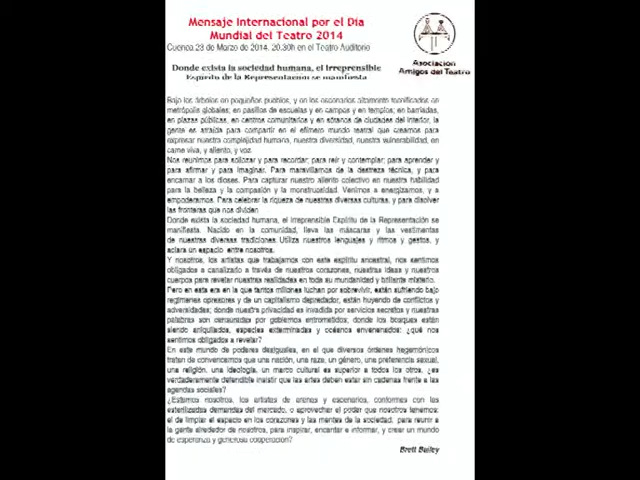 Mensaje Internacional por el Día
Mundial del Teatro 2014
Cuenca 23 de Marzo de 2014, 20.30h en el Teatro Auditorio
Asociación
Amigos del Teatro
Donde exista la sociedad humana, el irreprensible
Espíritu de la Representación se manifiesta
Bajo los árboles en pequeños pueblos, y en los escenarios altamente tecnificados en
metrópolis globales; en pasillos de escuelas y en campos y en templos; en barriadas,
en plazas públicas, en centros comunitarios y en sótanos de ciudades del interior, la
gente es atraída para compartir en el efímero mundo teatral que creamos para
expresar nuestra complejidad humana, nuestra diversidad, nuestra vulnerabilidad, en
carne viva, y aliento, y voz.
Nos reunimos para sollozar y para recordar; para reír y contemplar; para aprender y
para afirmar y para imaginar. Para maravillarnos de la destreza técnica, y para
encarnar a los dioses. Para capturar nuestro aliento colectivo en nuestra habilidad
para la belleza y la compasión y la monstruosidad. Venimos a energizarnos, y a
empoderarnos. Para celebrar la riqueza de nuestras diversas culturas, y para disolver
las fronteras que nos dividen
Donde exista la sociedad humana, el irreprensible Espíritu de la Representación se
manifiesta. Nacido en la comunidad, lleva las máscaras y las vestimentas
de nuestras diversas tradiciones. Utiliza nuestros lenguajes y ritmos y gestos, y
aclara un espacio entre nosotros.
Y nosotros, los artistas que trabajamos con este espíritu ancestral, nos sentimos
obligados a canalizarlo a través de nuestros corazones, nuestras ideas y nuestros
cuerpos para revelar nuestras realidades en toda su mundanidad y brillante misterio.
Pero en esta era en la que tantos millones luchan por sobrevivir, están sufriendo bajo
regímenes opresores y de un capitalismo depredador, están huyendo de conflictos y
adversidades; donde nuestra privacidad es invadida por servicios secretos y nuestras
palabras son censuradas por gobiernos entrometidos; donde los bosques están
siendo aniquilados, especies exterminadas y océanos envenenados: ¿qué nos
sentimos obligados a revelar?
En este mundo de poderes desiguales, en el que diversos órdenes hegemónicos
tratan de convencernos que una nación, una raza, un género, una preferencia sexual,
una religión, una ideología, un marco cultural es superior a todos los otros, ¿es
verdaderamente defendible insistir que las artes deben estar sin cadenas frente a las
agendas sociales?
¿Estamos nosotros, los artistas de arenas y escenarios, conformes con las
esterilizadas demandas del mercado, o aprovechar el poder que nosotros tenemos:
el de limpiar el espacio en los corazones y las mentes de la sociedad, para reunir a
la gente alrededor de nosotros, para inspirar, encantar e informar, y crear un mundo
de esperanza y generosa cooperación?
Brett Bailey